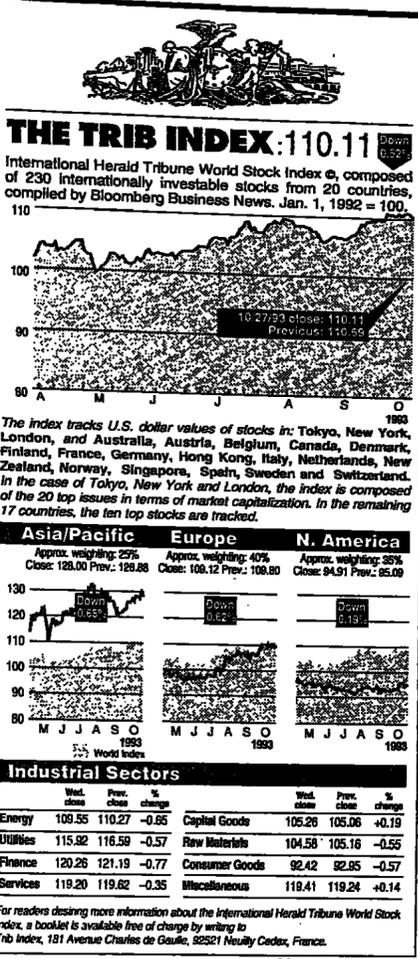 THE TRIB INDEX: 110.11 Down 0.52%
International Herald Tribune World Stock Index ©, composed
of 230 internationally investable stocks from 20 countries,
compiled by Bloomberg Business News. Jan. 1, 1992 = 100.
110
100
90
80
10/27/93 close: 110.11
Previous: 110.69
A M J J A S O
1993
The index tracks U.S. dollar values of stocks in: Tokyo, New York,
London, and Australia, Austria, Belgium, Canada, Denmark,
Finland, France, Germany, Hong Kong, Italy, Netherlands, New
Zealand, Norway, Singapore, Spain, Sweden and Switzerland.
In the case of Tokyo, New York and London, the index is composed
of the 20 top issues in terms of market capitalization. In the remaining
17 countries, the ten top stocks are tracked.
Asia/Pacific Europe N. America
Approx. weighting: 25% Approx. weighting: 40% Approx. weighting: 35%
Close: 128.00 Prev.: 128.88 Close: 109.12 Prev.: 109.80 Close: 94.91 Prev.: 95.09
130
120
110
100
90
80
Down 0.68% Down 0.62% Down 0.19%
M J J A S O M J J A S O M J J A S O
1993 1993 1993
World Index
Industrial Sectors
Wed. close Prev. close % change Wed. close Prev. close % change
Energy 109.55 110.27 -0.65 Capital Goods 105.26 105.06 +0.19
Utilities 115.92 116.59 -0.57 Raw Materials 104.58 105.16 -0.55
Finance 120.26 121.19 -0.77 Consumer Goods 92.42 92.95 -0.57
Services 119.20 119.62 -0.35 Miscellaneous 119.41 119.24 +0.14
For readers desiring more information about the International Herald Tribune World Stock
Index, a booklet is available free of charge by writing to
Trib Index, 181 Avenue Charles de Gaulle, 92521 Neuilly Cedex, France.